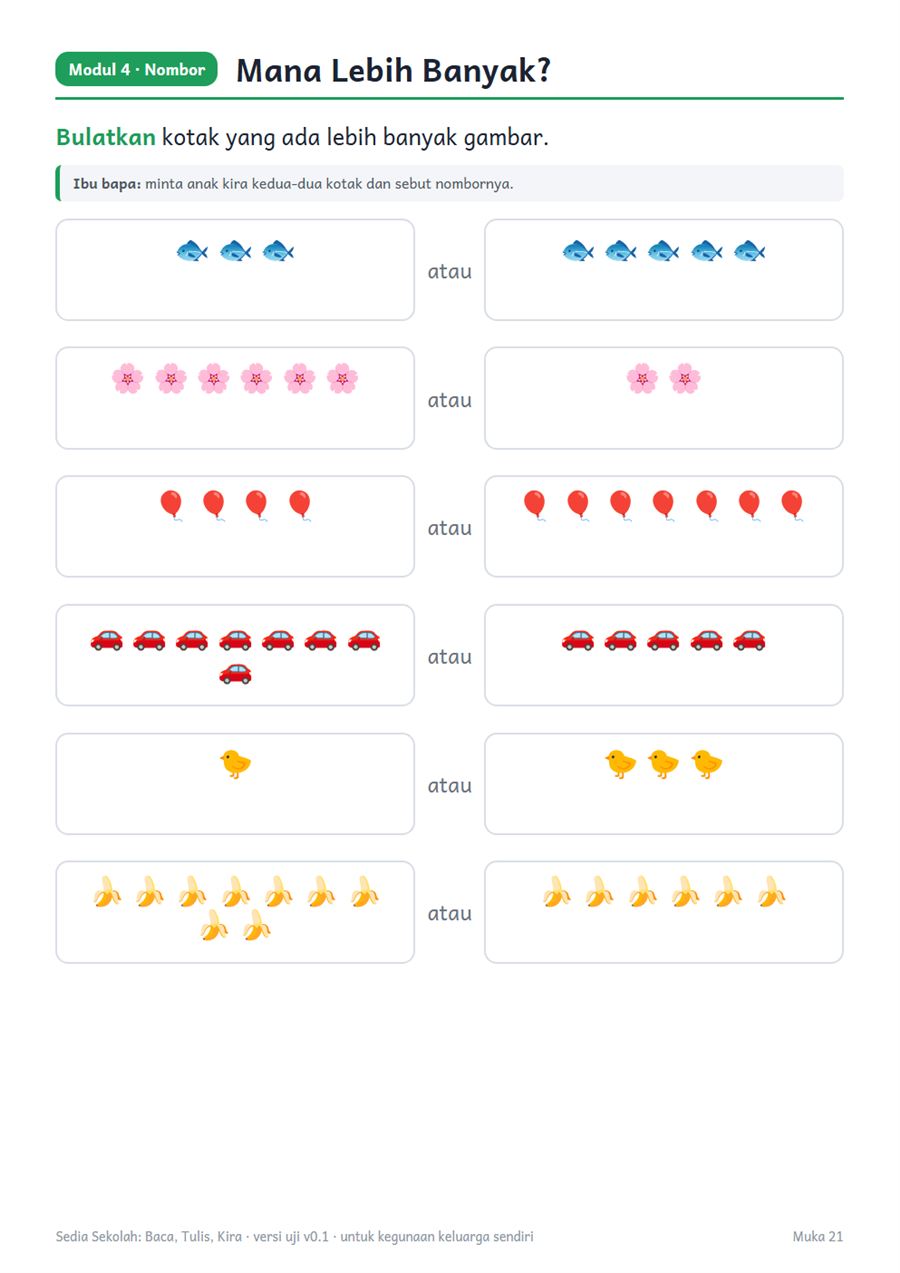 Modul 4 · Nombor
Mana Lebih Banyak?
Bulatkan kotak yang ada lebih banyak gambar.
Ibu bapa: minta anak kira kedua-dua kotak dan sebut nombornya.
atau
atau
atau
atau
atau
atau
Sedia Sekolah: Baca, Tulis, Kira · versi uji v0.1 · untuk kegunaan keluarga sendiri
Muka 21